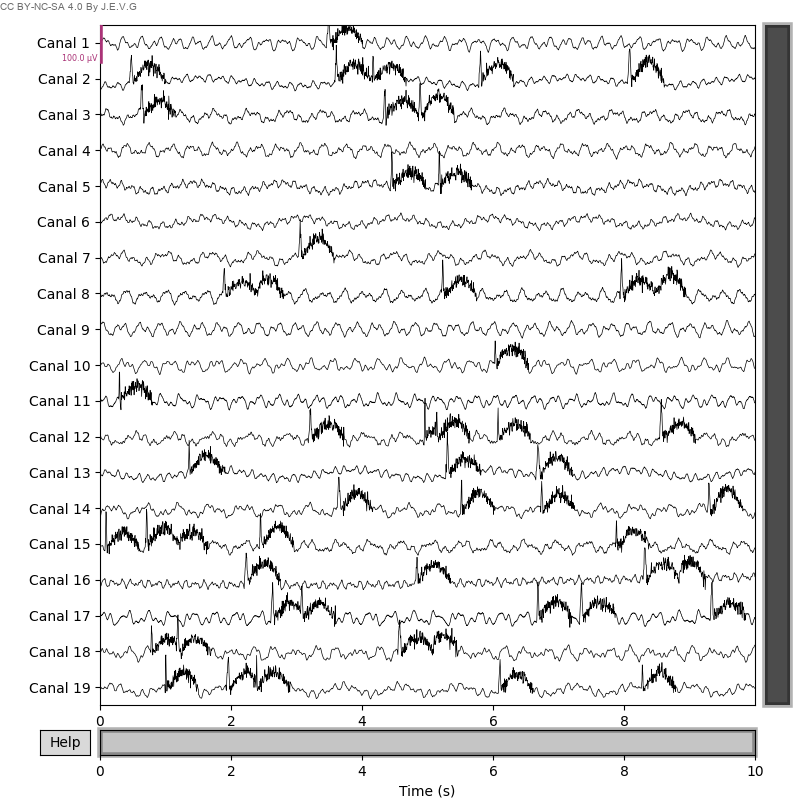 CC BY-NC-SA 4.0 By J.E.V.G
Canal 1
100.0 µV
Canal 2
Canal 3
Canal 4
Canal 5
Canal 6
Canal 7
Canal 8
Canal 9
Canal 10
Canal 11
Canal 12
Canal 13
Canal 14
Canal 15
Canal 16
Canal 17
Canal 18
Canal 19
0 2 4 6 8
Help
0 2 4 6 8 10
Time (s)